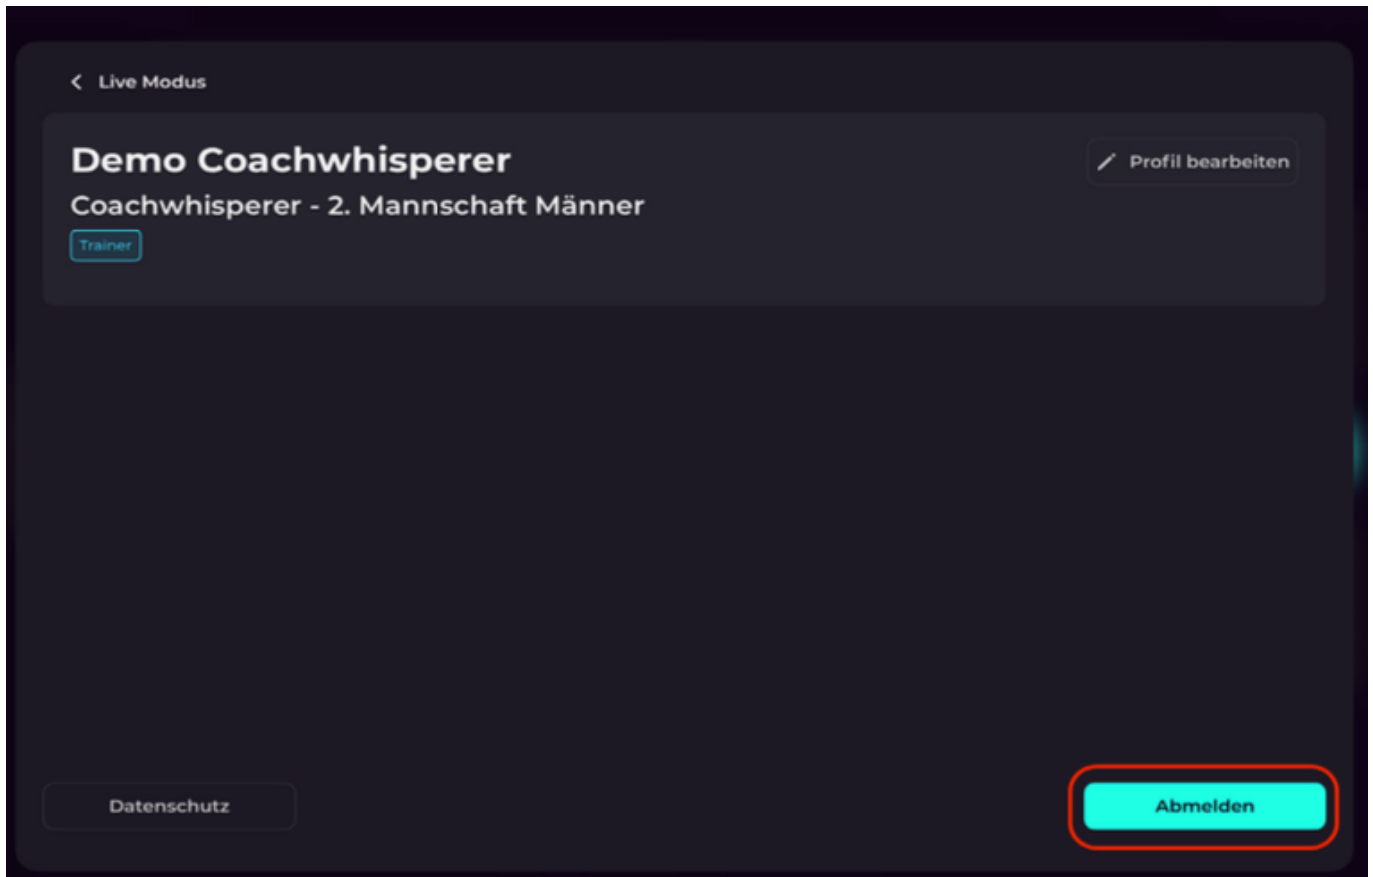 Live Modus
Demo Coachwhisperer
Profil bearbeiten
Coachwhisperer - 2. Mannschaft Männer
Trainer
Datenschutz
Abmelden